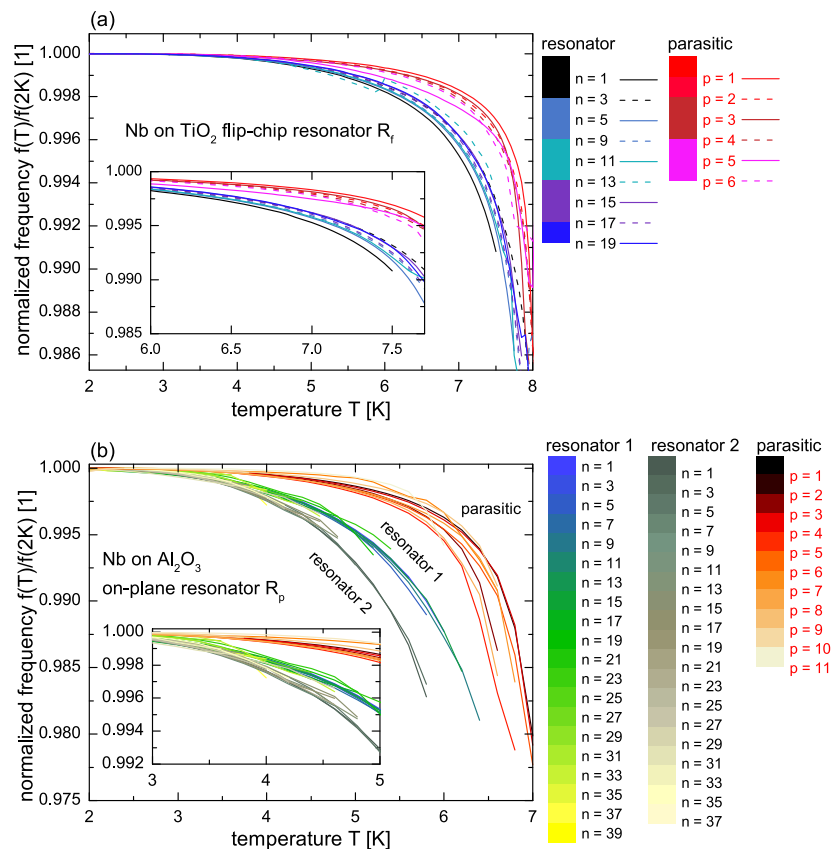 (a)
normalized frequency f(T)/f(2K) [1]
1.000
0.998
0.996
0.994
0.992
0.990
0.988
0.986
Nb on TiO2 flip-chip resonator Rf
1.000
0.995
0.990
0.985
6.0 6.5 7.0 7.5
2 3 4 5 6 7 8
temperature T [K]
resonator
n = 1
n = 3
n = 5
n = 9
n = 11
n = 13
n = 15
n = 17
n = 19
parasitic
p = 1
p = 2
p = 3
p = 4
p = 5
p = 6
(b)
normalized frequency f(T)/f(2K) [1]
1.000
0.995
0.990
0.985
0.980
0.975
parasitic
resonator 1
resonator 2
Nb on Al2O3
on-plane resonator Rp
1.000
0.998
0.996
0.994
0.992
3 4 5
2 3 4 5 6 7
temperature T [K]
resonator 1
n = 1
n = 3
n = 5
n = 7
n = 9
n = 11
n = 13
n = 15
n = 17
n = 19
n = 21
n = 23
n = 25
n = 27
n = 29
n = 31
n = 33
n = 35
n = 37
n = 39
resonator 2
n = 1
n = 3
n = 5
n = 7
n = 9
n = 11
n = 13
n = 15
n = 17
n = 19
n = 21
n = 23
n = 25
n = 27
n = 29
n = 31
n = 33
n = 35
n = 37
parasitic
p = 1
p = 2
p = 3
p = 4
p = 5
p = 6
p = 7
p = 8
p = 9
p = 10
p = 11